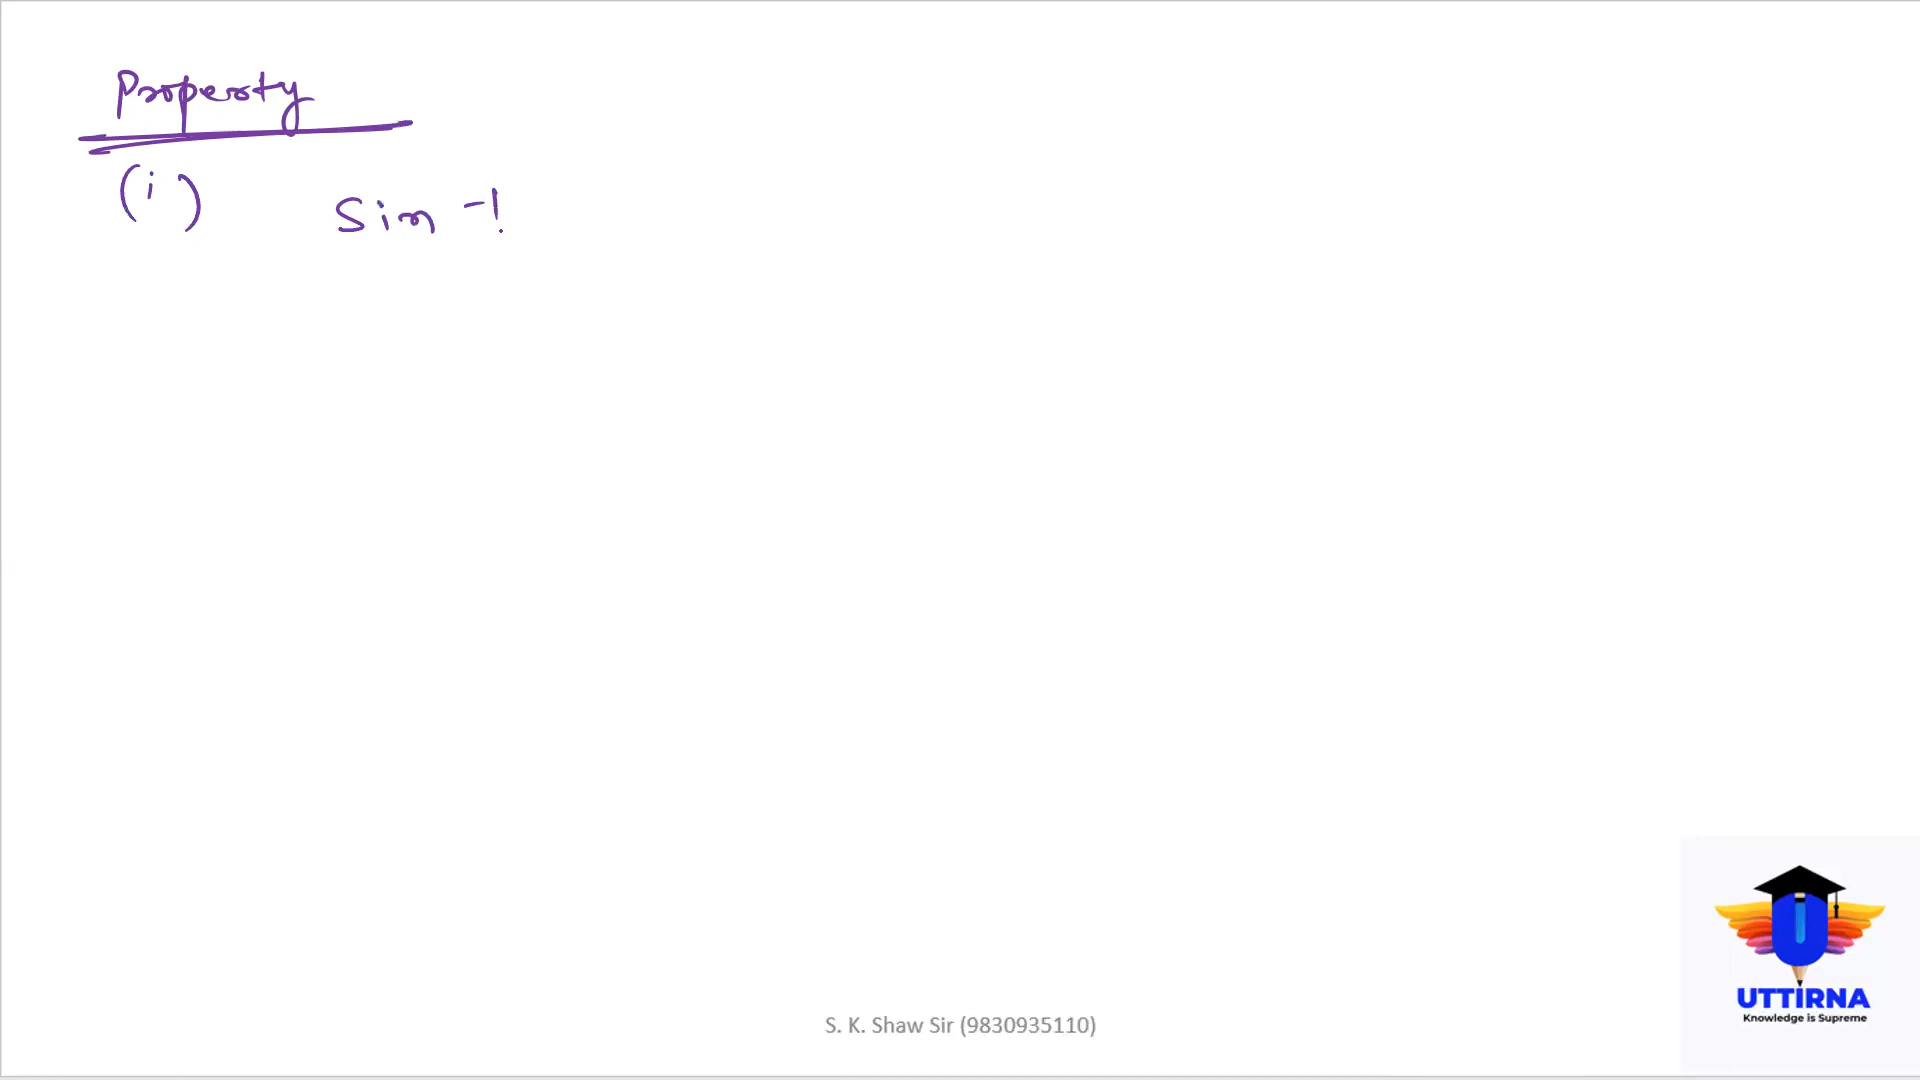 Property
(i) Sin⁻¹
S. K. Shaw Sir (9830935110)
UTTIRNA
Knowledge is Supreme